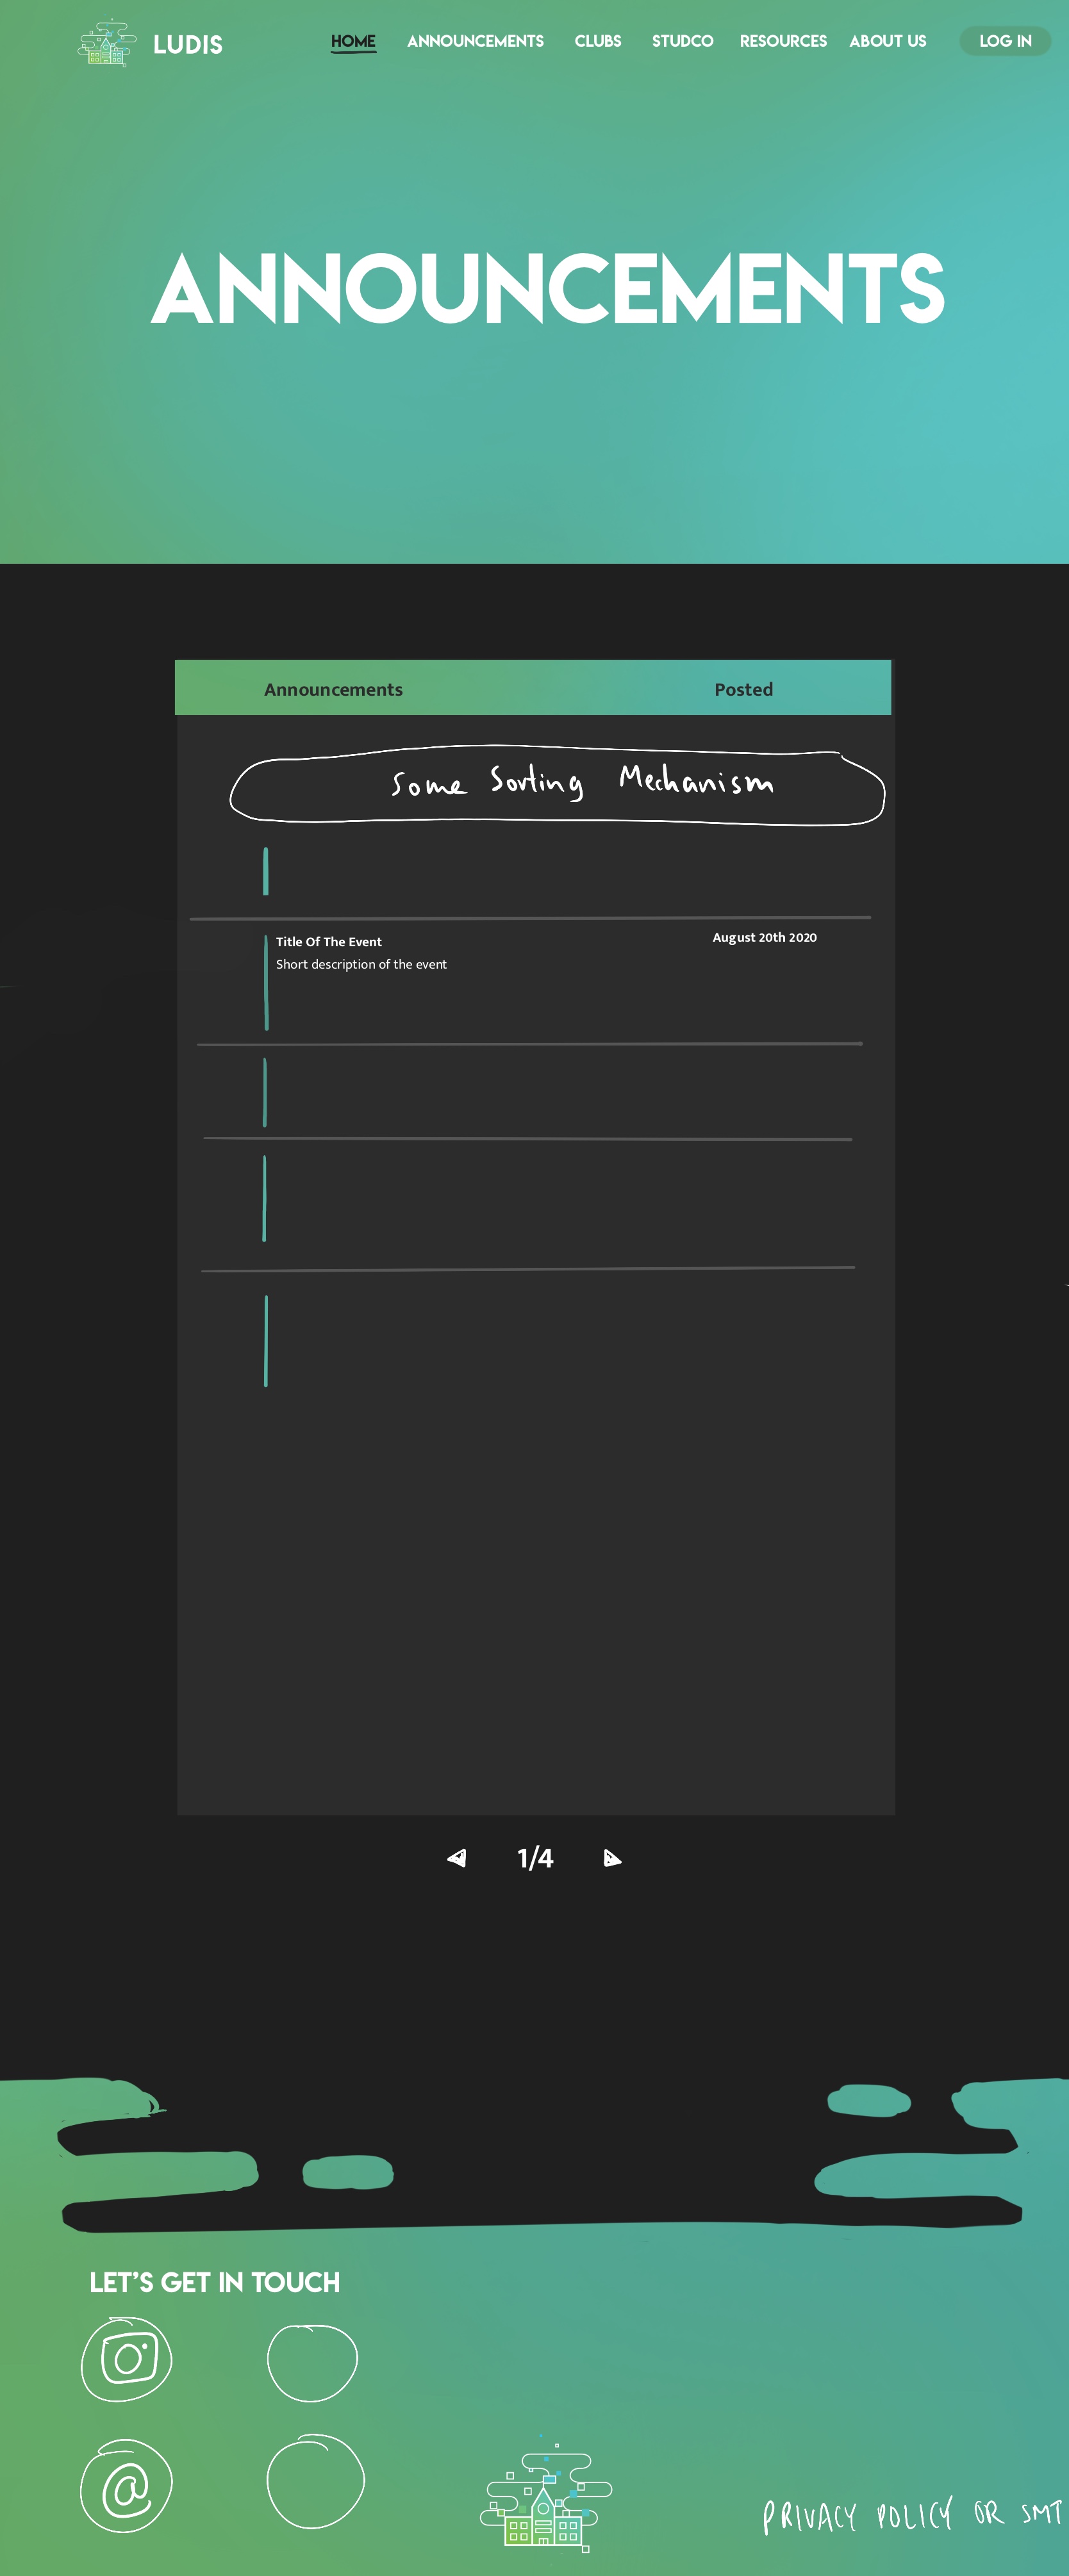 LUDIS
HOME ANNOUNCEMENTS CLUBS STUDCO RESOURCES ABOUT US LOG IN
ANNOUNCEMENTS
Announcements Posted
Some Sorting Mechanism
Title Of The Event August 20th 2020
Short description of the event
1/4
LET'S GET IN TOUCH
@
PRIVACY POLICY OR SMT